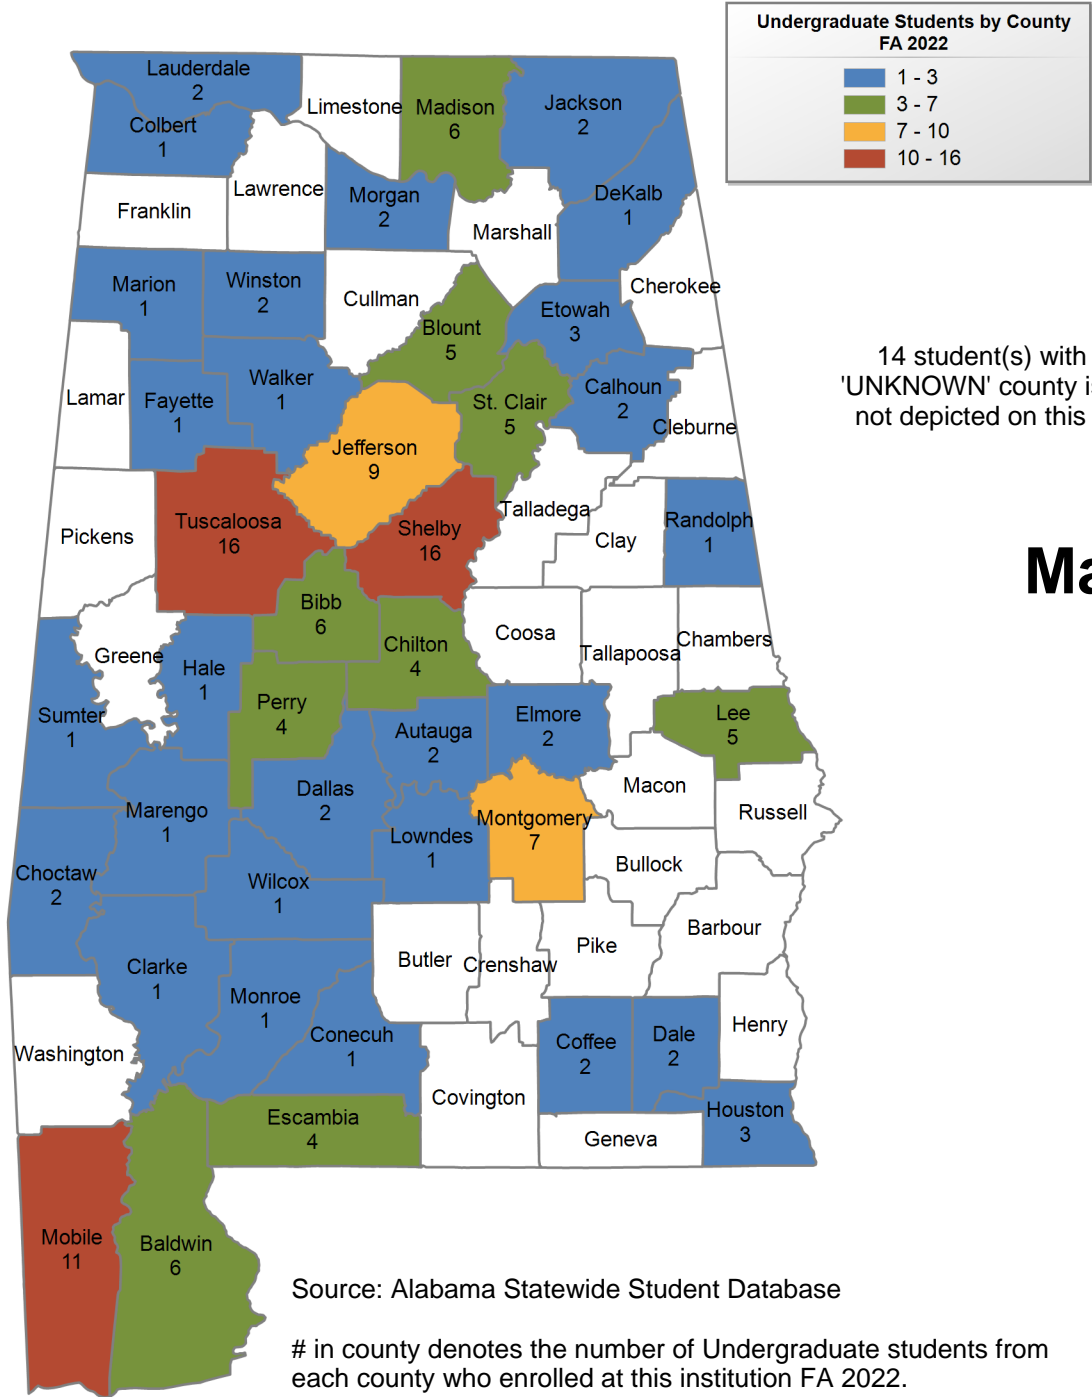 Undergraduate Students by County
FA 2022
1 - 3
3 - 7
7 - 10
10 - 16
Lauderdale
2
Limestone
Madison
6
Jackson
2
Colbert
1
Lawrence
Morgan
2
DeKalb
1
Franklin
Marshall
Marion
1
Winston
2
Cullman
Cherokee
Blount
5
Etowah
3
Lamar
Fayette
1
Walker
1
St. Clair
5
Calhoun
2
Cleburne
14 student(s) with
'UNKNOWN' county i
not depicted on this
Jefferson
9
Pickens
Tuscaloosa
16
Shelby
16
Talladega
Clay
Randolph
1
Ma
Bibb
6
Chilton
4
Coosa
Tallapoosa
Chambers
Greene
Hale
1
Sumter
1
Perry
4
Autauga
2
Elmore
2
Lee
5
Dallas
2
Macon
Marengo
1
Lowndes
1
Montgomery
7
Russell
Choctaw
2
Wilcox
1
Bullock
Barbour
Clarke
1
Butler
Crenshaw
Pike
Monroe
1
Conecuh
1
Henry
Washington
Coffee
2
Dale
2
Covington
Escambia
4
Geneva
Houston
3
Mobile
11
Baldwin
6
Source: Alabama Statewide Student Database
# in county denotes the number of Undergraduate students from
each county who enrolled at this institution FA 2022.